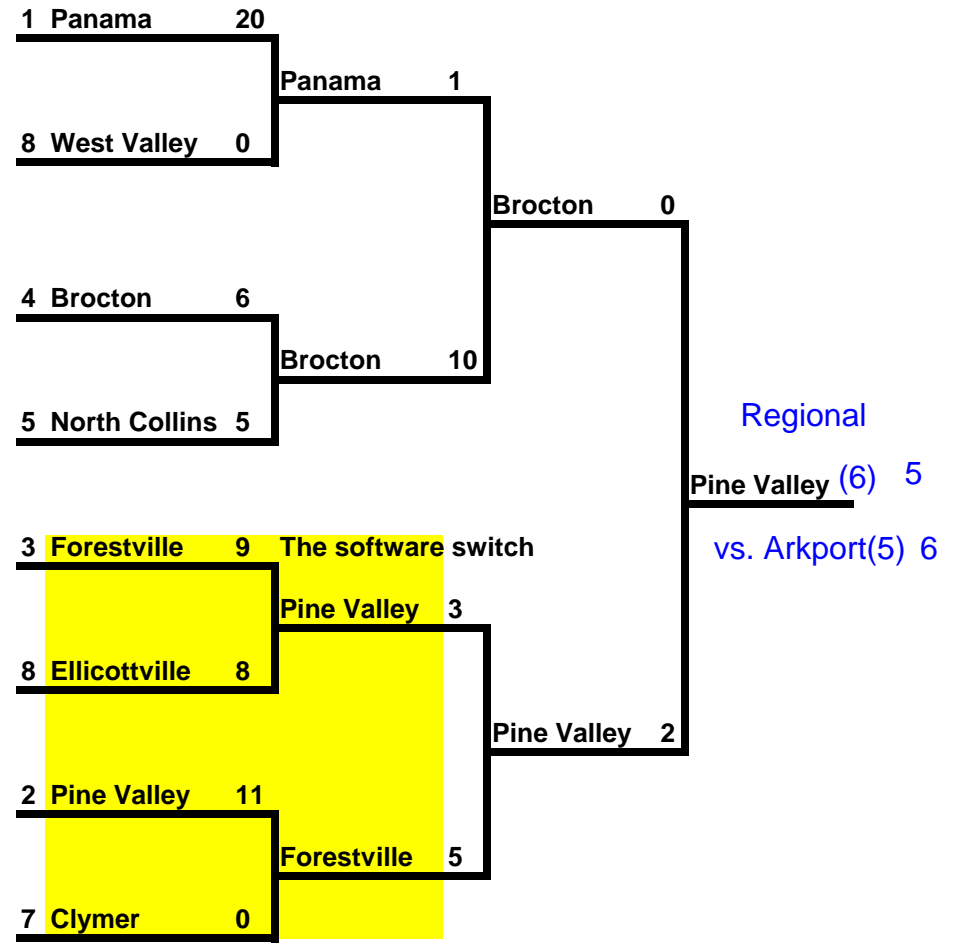 1 Panama 20
Panama 1
8 West Valley 0
Brocton 0
4 Brocton 6
Brocton 10
5 North Collins 5
Regional
Pine Valley (6) 5
3 Forestville 9 The software switch
vs. Arkport(5) 6
Pine Valley 3
8 Ellicottville 8
Pine Valley 2
2 Pine Valley 11
Forestville 5
7 Clymer 0